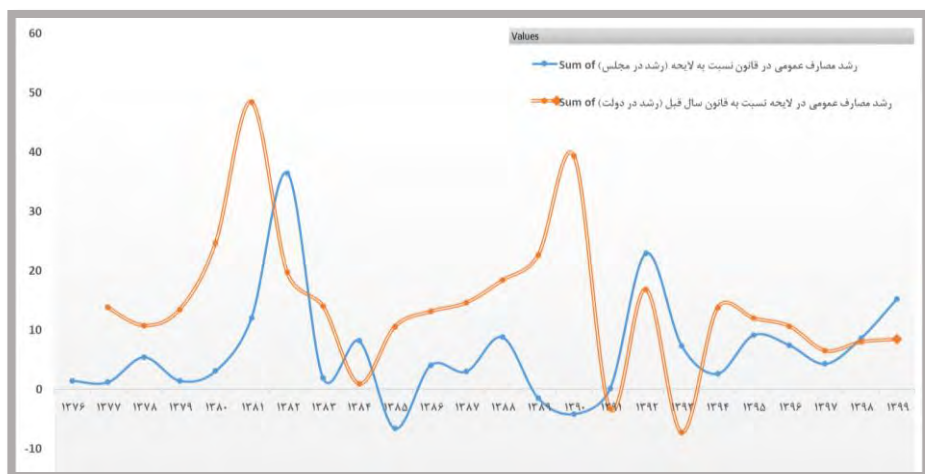 Values
Sum of رشد مصارف عمومی در قانون نسبت به لایحه (رشد در مجلس)
Sum of رشد مصارف عمومی در لایحه نسبت به قانون سال قبل (رشد در دولت)
60
50
40
30
20
10
0
-10
۱۳۷۶ ۱۳۷۷ ۱۳۷۸ ۱۳۷۹ ۱۳۸۰ ۱۳۸۱ ۱۳۸۲ ۱۳۸۳ ۱۳۸۴ ۱۳۸۵ ۱۳۸۶ ۱۳۸۷ ۱۳۸۸ ۱۳۸۹ ۱۳۹۰ ۱۳۹۱ ۱۳۹۲ ۱۳۹۳ ۱۳۹۴ ۱۳۹۵ ۱۳۹۶ ۱۳۹۷ ۱۳۹۸ ۱۳۹۹